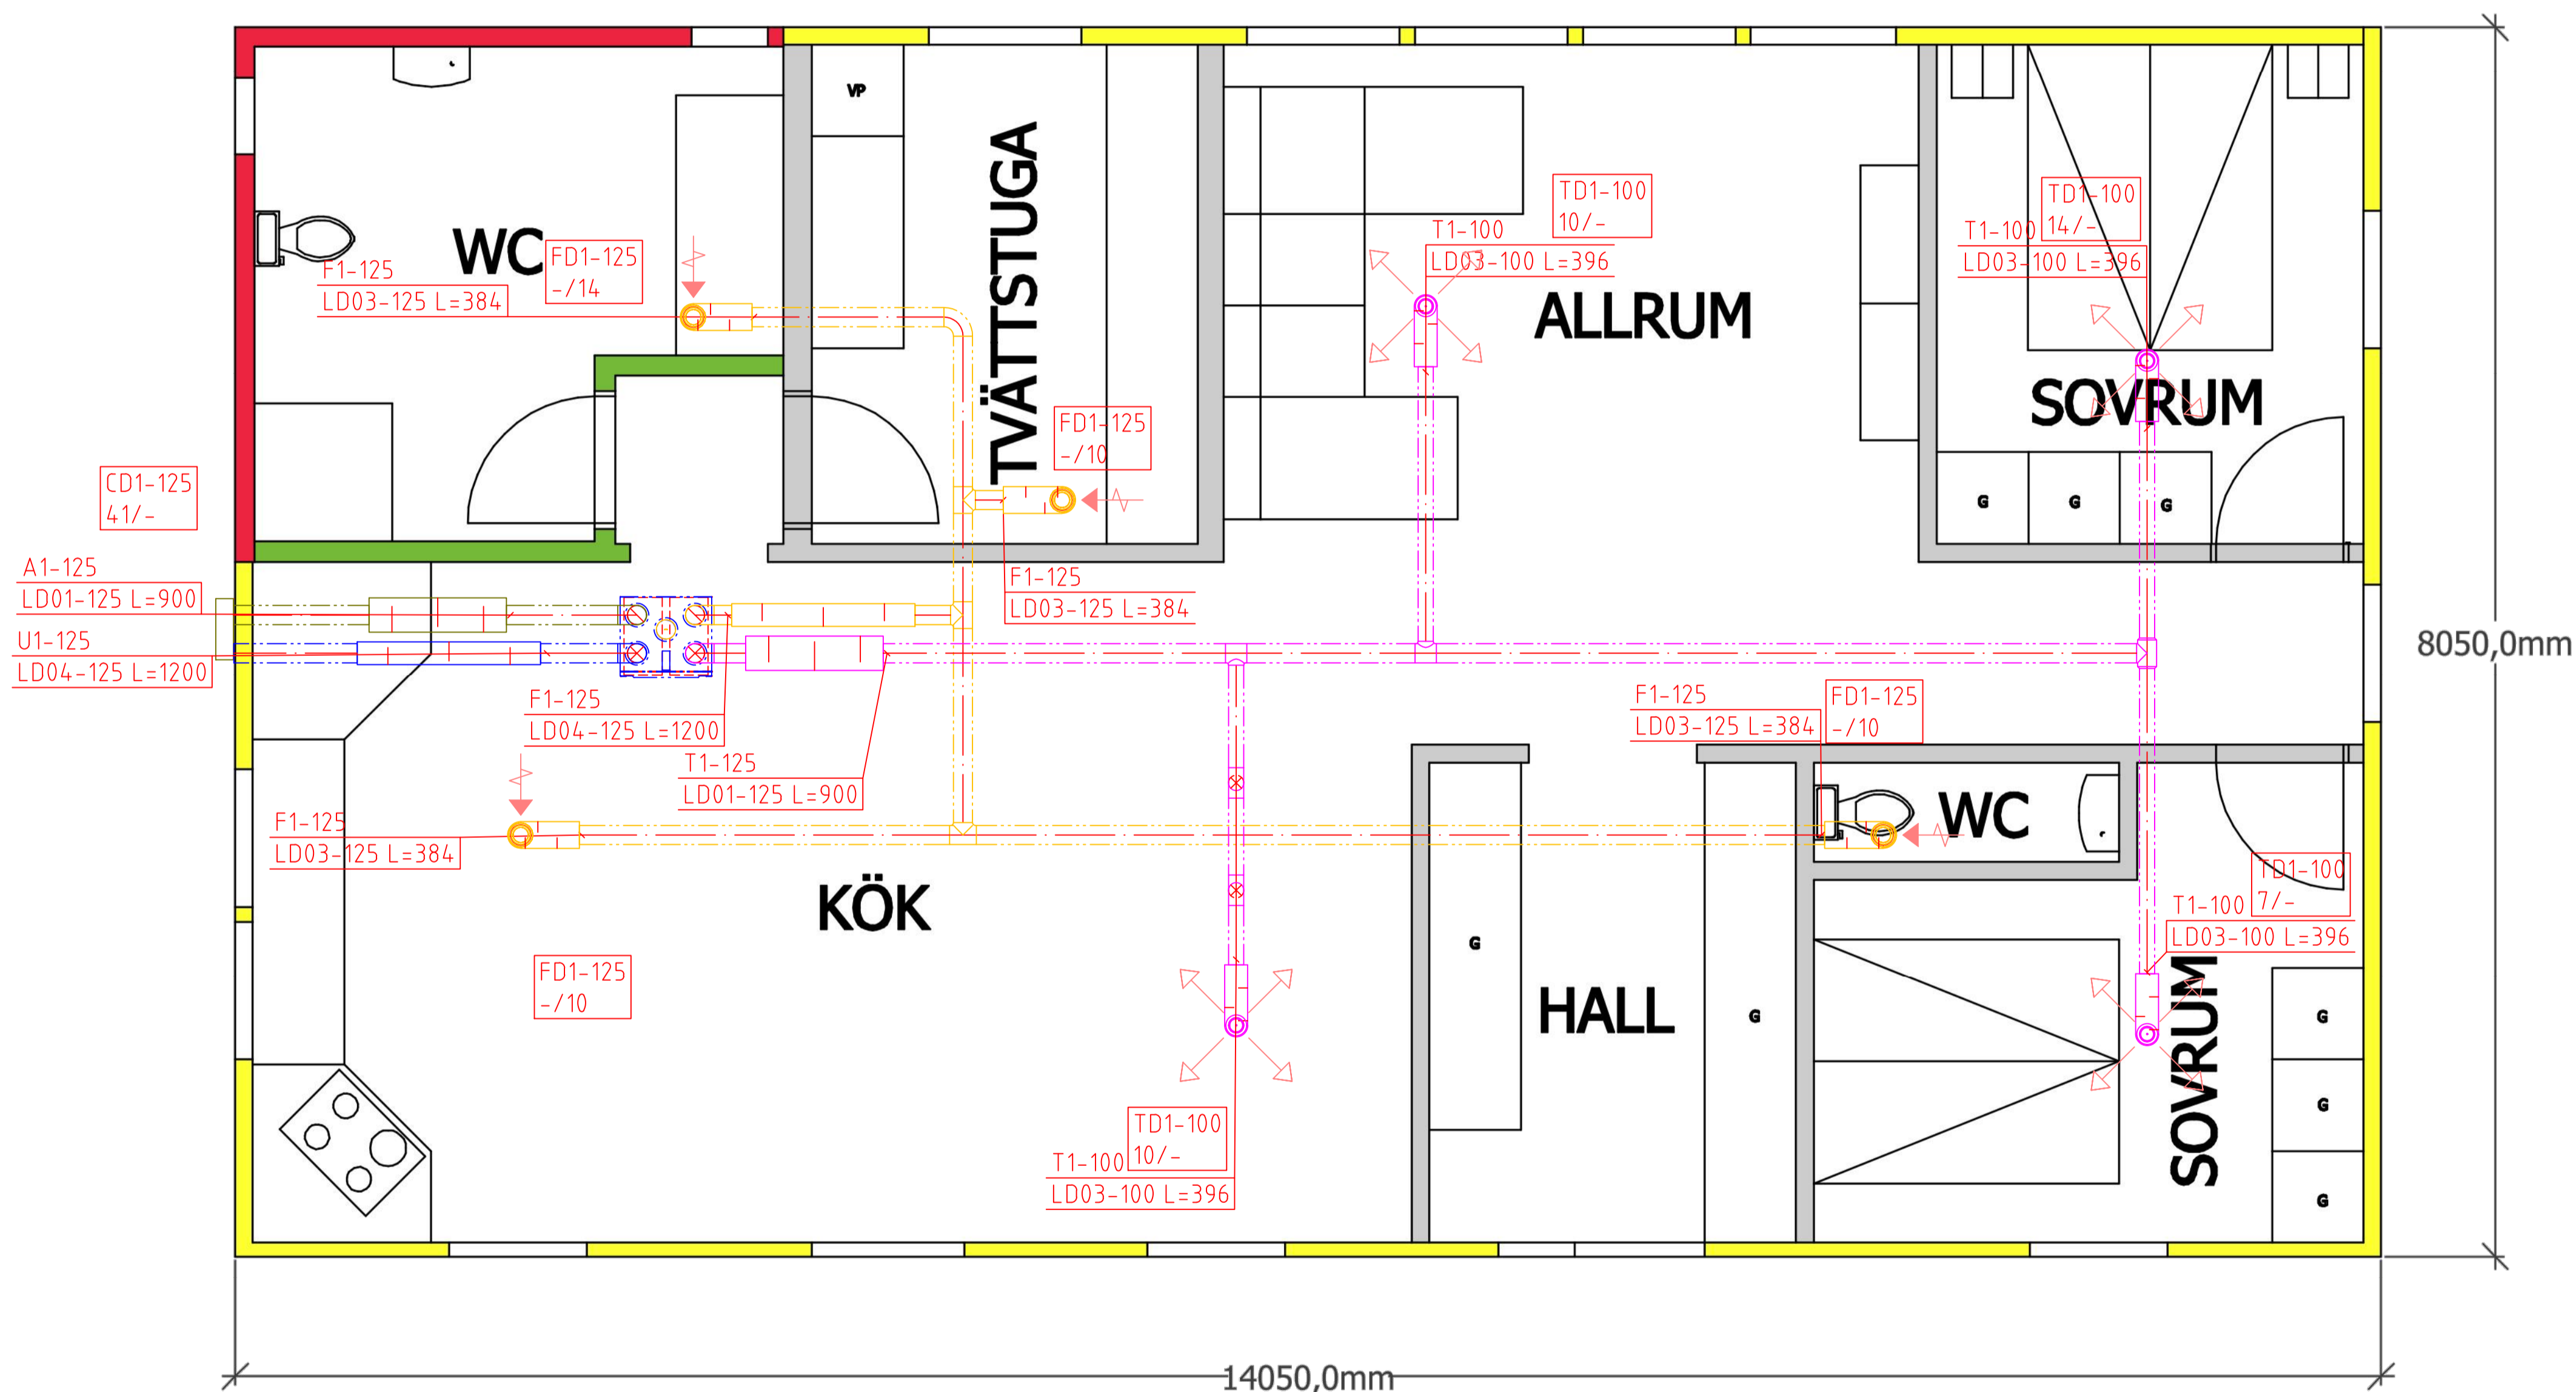 VP
TD1-100
10/-
TD1-100
14/-
T1-100
LD03-100 L=396
T1-100
LD03-100 L=396
WC
FD1-125
-/14
F1-125
LD03-125 L=384
TVÄTTSTUGA
ALLRUM
SOVRUM
FD1-125
-/10
CD1-125
41/-
G
G
G
A1-125
LD01-125 L=900
F1-125
LD03-125 L=384
U1-125
LD04-125 L=1200
8050,0mm
F1-125
LD04-125 L=1200
F1-125
LD03-125 L=384
FD1-125
-/10
T1-125
LD01-125 L=900
F1-125
LD03-125 L=384
WC
KÖK
TD1-100
7/-
T1-100
LD03-100 L=396
G
FD1-125
-/10
HALL
G
SOVRUM
G
G
G
TD1-100
10/-
T1-100
LD03-100 L=396
14050,0mm